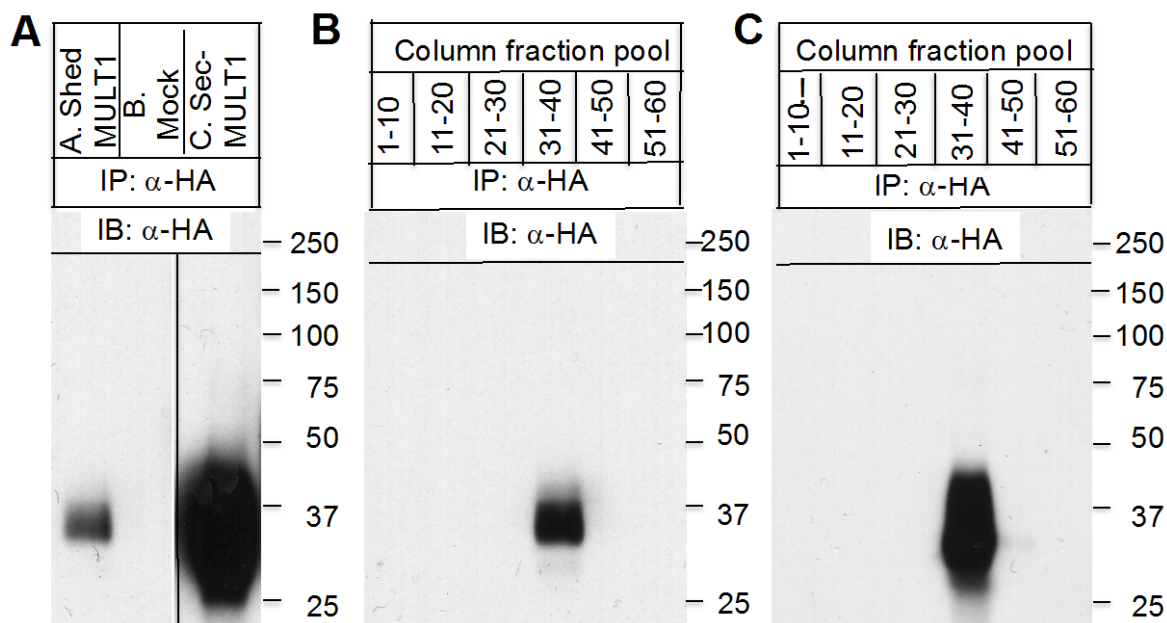 A
A. Shed
MULT1
B.
Mock
C. Sec-
MULT1
IP: α-HA
IB: α-HA
250
150
100
75
50
37
25
B
Column fraction pool
1-10
11-20
21-30
31-40
41-50
51-60
IP: α-HA
IB: α-HA
250
150
100
75
50
37
25
C
Column fraction pool
1-10
11-20
21-30
31-40
41-50
51-60
IP: α-HA
IB: α-HA
250
150
100
75
50
37
25